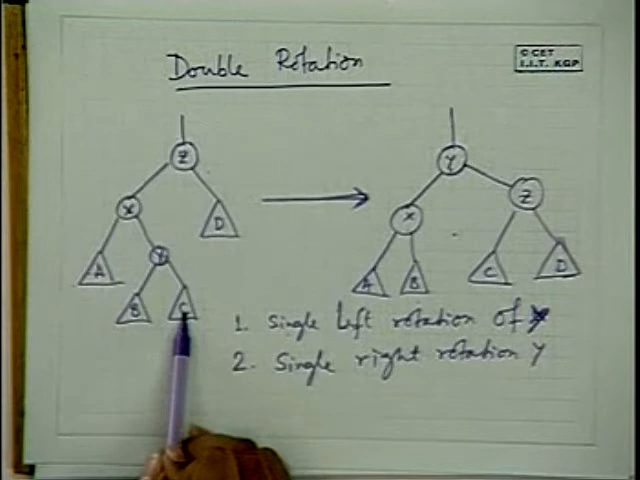 Double Rotation
© CET
I.I.T. KGP
Z
Y
X
D
Z
X
A
Y
B
C
A
B
C
D
1. Single left rotation of Y
2. Single right rotation Y